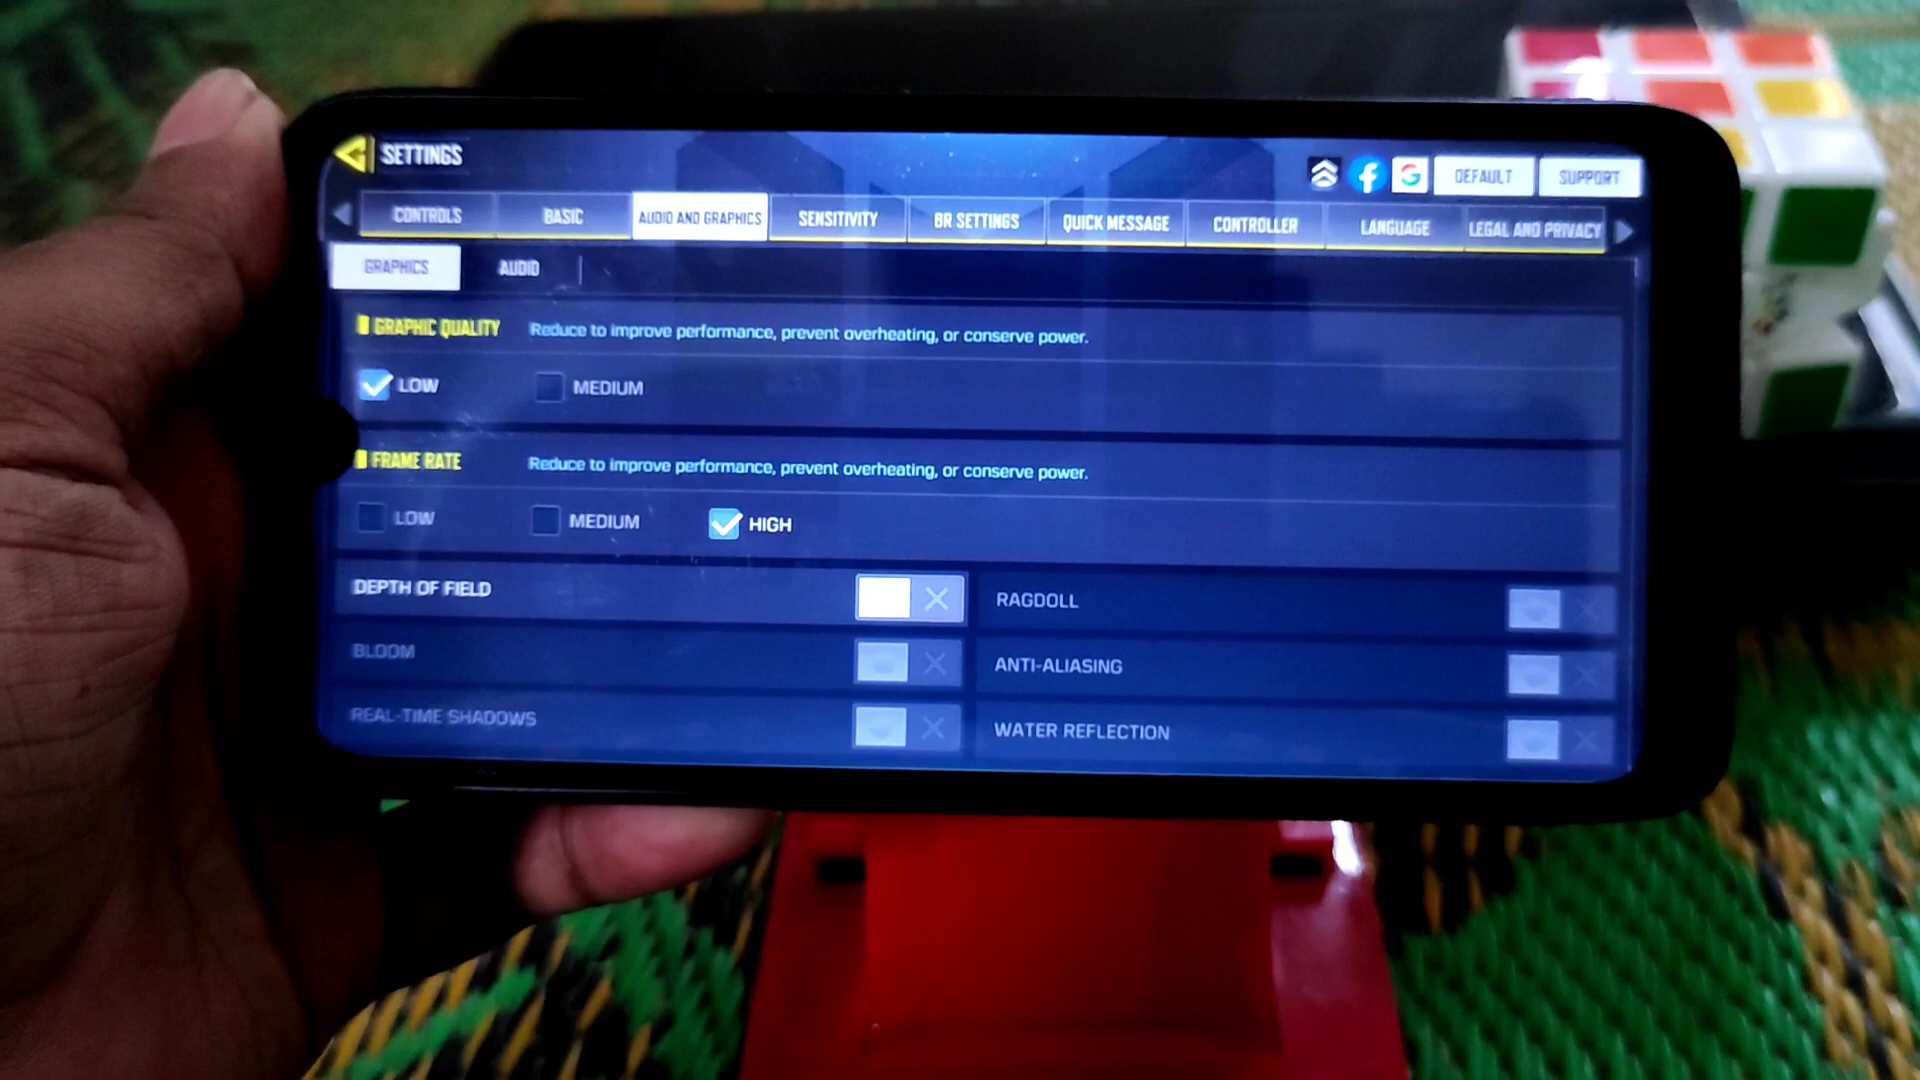 SETTINGS
DEFAULT
SUPPORT
CONTROLS
BASIC
AUDIO AND GRAPHICS
SENSITIVITY
BR SETTINGS
QUICK MESSAGE
CONTROLLER
LANGUAGE
LEGAL AND PRIVACY
GRAPHICS
AUDIO
GRAPHIC QUALITY Reduce to improve performance, prevent overheating, or conserve power.
LOW MEDIUM
FRAME RATE Reduce to improve performance, prevent overheating, or conserve power.
LOW MEDIUM HIGH
DEPTH OF FIELD
RAGDOLL
BLOOM
ANTI-ALIASING
REAL-TIME SHADOWS
WATER REFLECTION